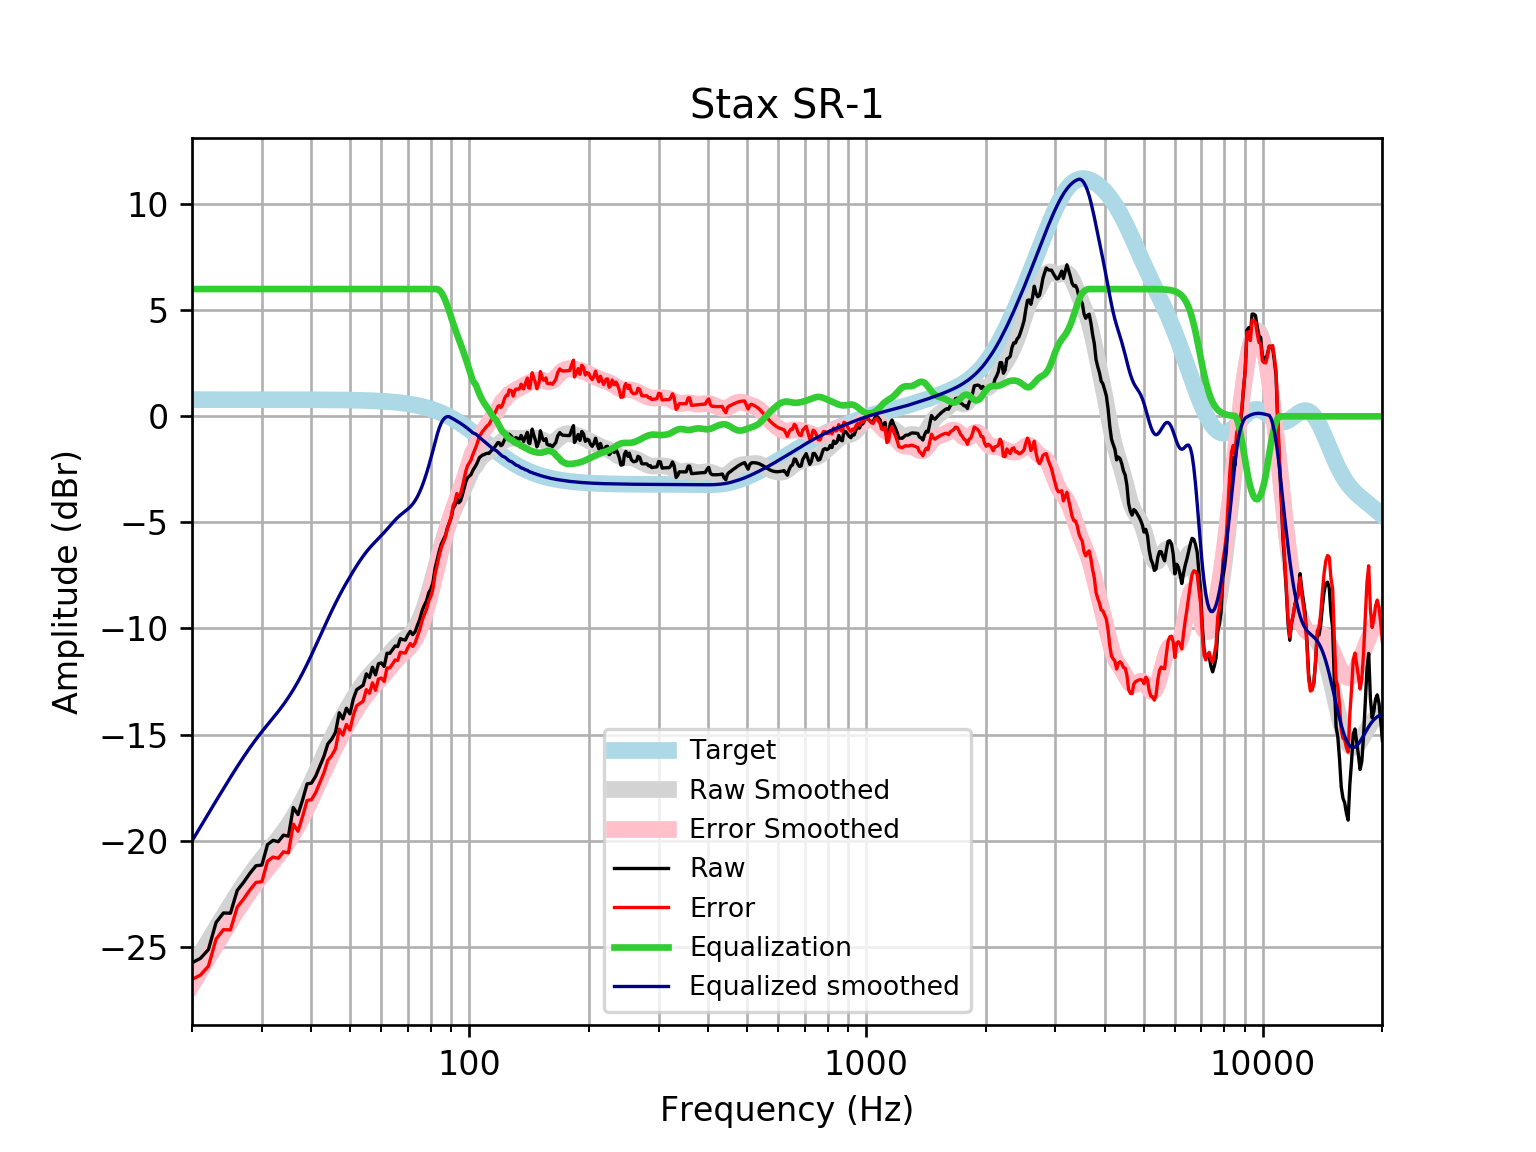 Stax SR-1
Amplitude (dBr)
10
5
0
−5
−10
−15
−20
−25
Target
Raw Smoothed
Error Smoothed
Raw
Error
Equalization
Equalized smoothed
100
1000
10000
Frequency (Hz)